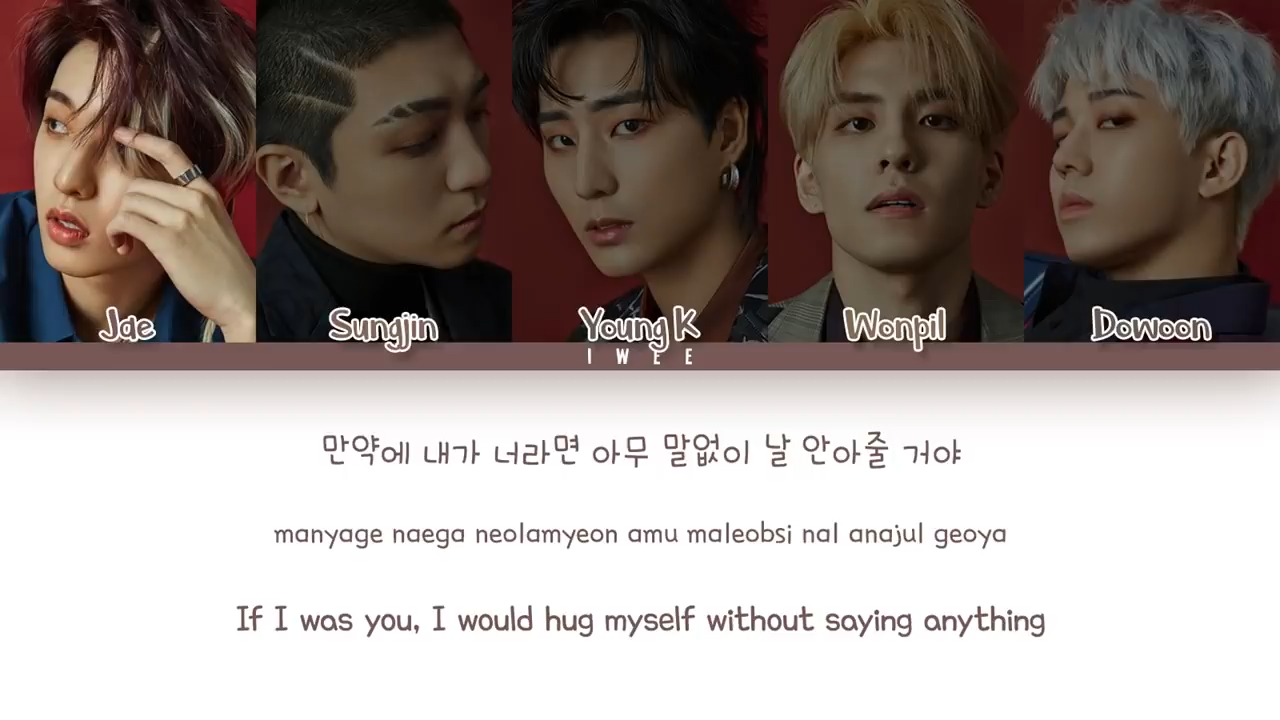 Jae Sungjin Young K Wonpil Dowoon
IWEE
만약에 내가 너라면 아무 말없이 날 안아줄 거야
manyage naega neolamyeon amu maleobsi nal anajul geoya
If I was you, I would hug myself without saying anything